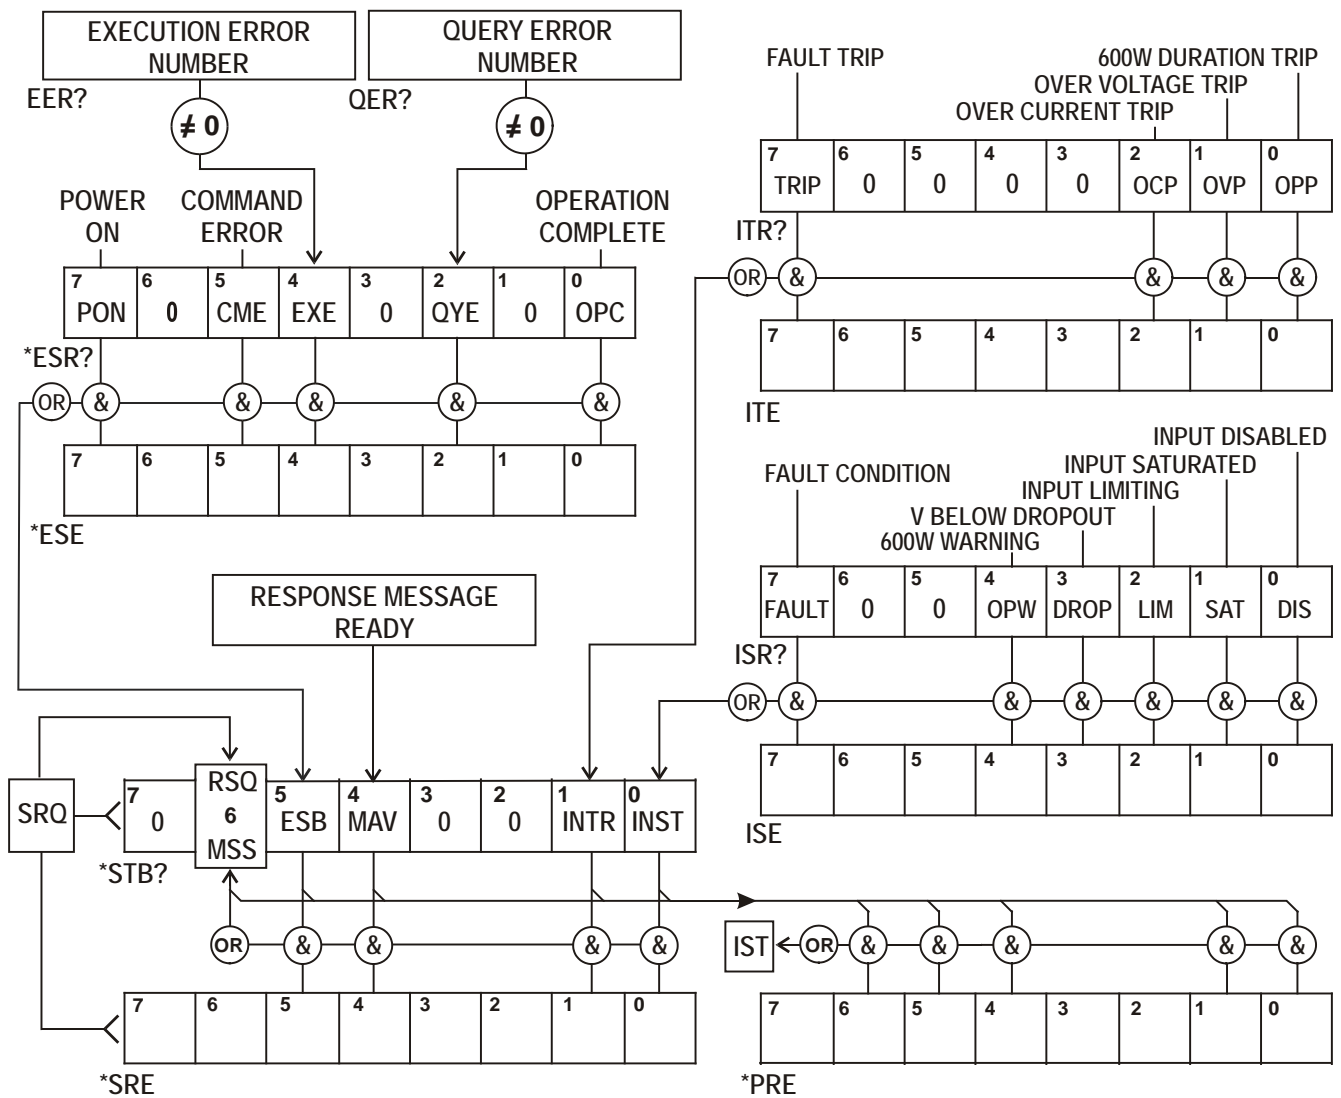 EXECUTION ERROR
NUMBER
EER?
≠ 0
QUERY ERROR
NUMBER
QER?
≠ 0
POWER
ON
COMMAND
ERROR
OPERATION
COMPLETE
7 6 5 4 3 2 1 0
PON 0 CME EXE 0 QYE 0 OPC
*ESR?
OR & & & & &
7 6 5 4 3 2 1 0
*ESE
FAULT TRIP
600W DURATION TRIP
OVER VOLTAGE TRIP
OVER CURRENT TRIP
7 6 5 4 3 2 1 0
TRIP 0 0 0 0 OCP OVP OPP
ITR?
OR & & & &
7 6 5 4 3 2 1 0
ITE
INPUT DISABLED
INPUT SATURATED
FAULT CONDITION
INPUT LIMITING
V BELOW DROPOUT
600W WARNING
7 6 5 4 3 2 1 0
FAULT 0 0 OPW DROP LIM SAT DIS
ISR?
OR & & & & & &
7 6 5 4 3 2 1 0
ISE
RESPONSE MESSAGE
READY
SRQ
7 RSQ 5 4 3 2 1 0
0 6 ESB MAV 0 0 INTR INST
MSS
*STB?
OR & & & &
7 6 5 4 3 2 1 0
*SRE
IST OR & & & & &
7 6 5 4 3 2 1 0
*PRE